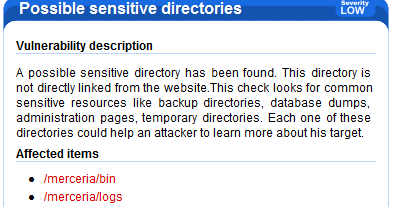 Possible sensitive directories
Severity
LOW
Vulnerability description
A possible sensitive directory has been found. This directory is
not directly linked from the website.This check looks for common
sensitive resources like backup directories, database dumps,
administration pages, temporary directories. Each one of these
directories could help an attacker to learn more about his target.
Affected items
/merceria/bin
/merceria/logs